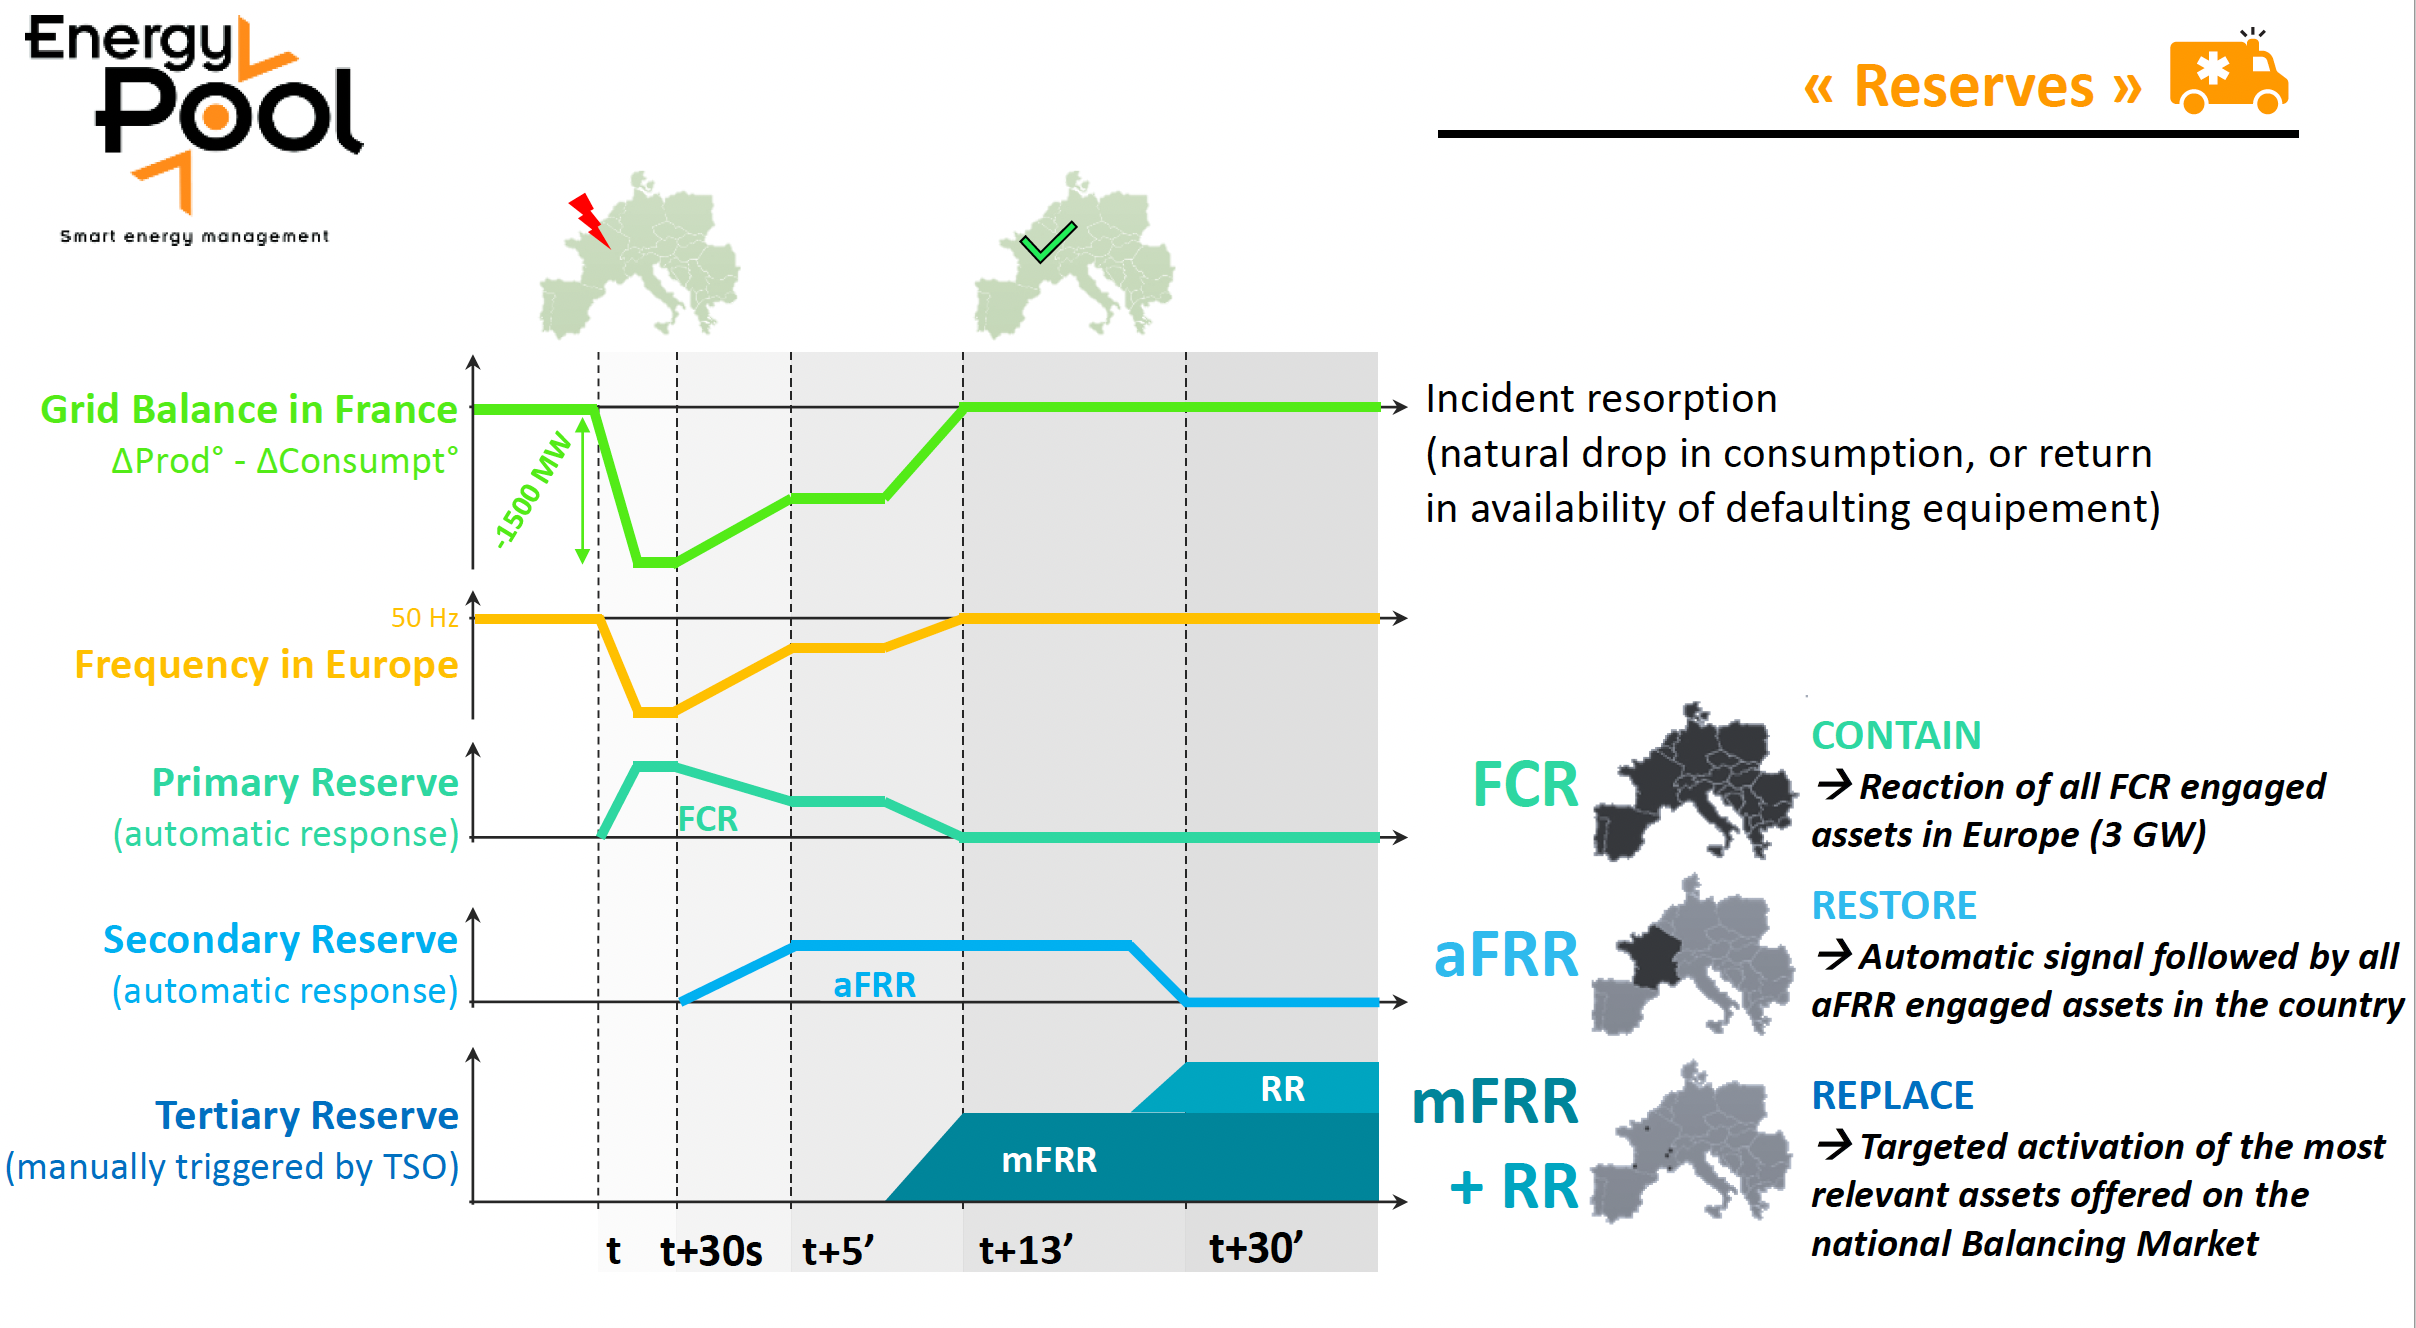 Energy
Pool
Smart energy management
« Reserves »
Grid Balance in France
ΔProd° - ΔConsumpt°
-1500 MW
Incident resorption
(natural drop in consumption, or return
in availability of defaulting equipement)
50 Hz
Frequency in Europe
Primary Reserve
(automatic response)
FCR
FCR
CONTAIN
→ Reaction of all FCR engaged
assets in Europe (3 GW)
Secondary Reserve
(automatic response)
aFRR
aFRR
RESTORE
→ Automatic signal followed by all
aFRR engaged assets in the country
Tertiary Reserve
(manually triggered by TSO)
RR
mFRR
mFRR
+ RR
REPLACE
→ Targeted activation of the most
relevant assets offered on the
national Balancing Market
t t+30s t+5’ t+13’ t+30’